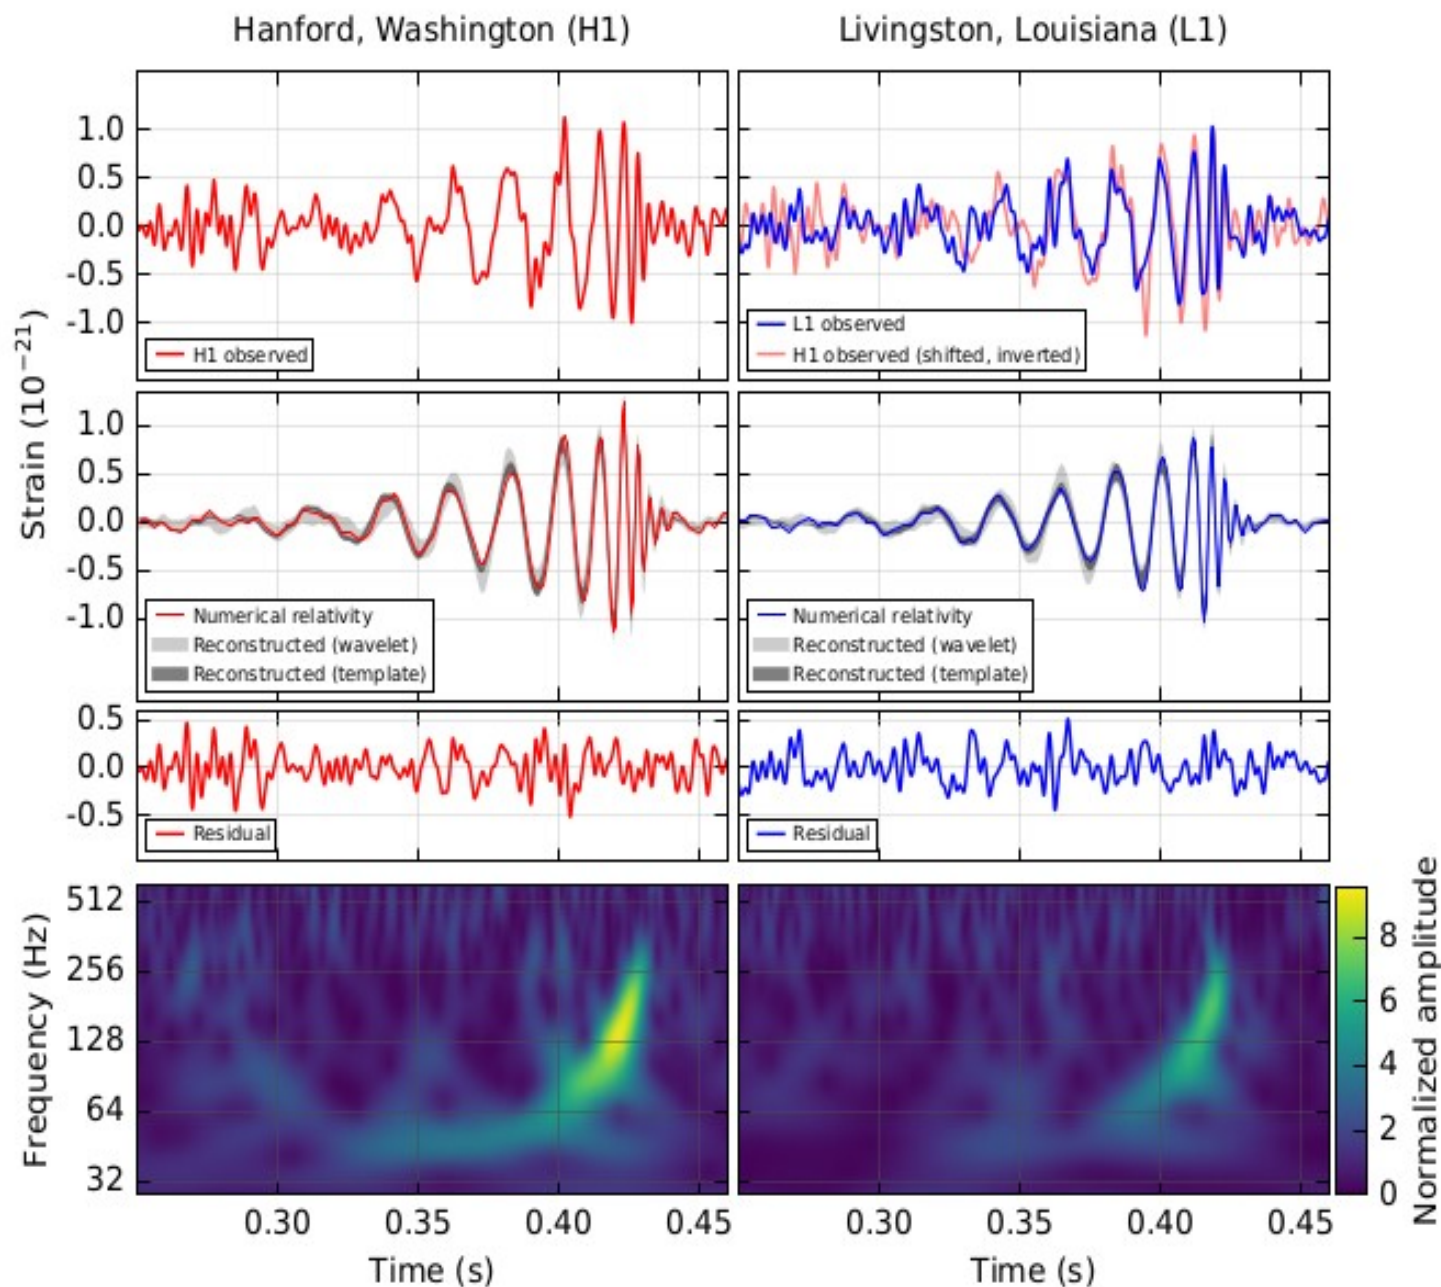 Hanford, Washington (H1)
Livingston, Louisiana (L1)
Strain (10⁻²¹)
1.0
0.5
0.0
-0.5
-1.0
H1 observed
L1 observed
H1 observed (shifted, inverted)
1.0
0.5
0.0
-0.5
-1.0
Numerical relativity
Reconstructed (wavelet)
Reconstructed (template)
Numerical relativity
Reconstructed (wavelet)
Reconstructed (template)
0.5
0.0
-0.5
Residual
Residual
Frequency (Hz)
512
256
128
64
32
Normalized amplitude
8
6
4
2
0
0.30 0.35 0.40 0.45
0.30 0.35 0.40 0.45
Time (s)
Time (s)